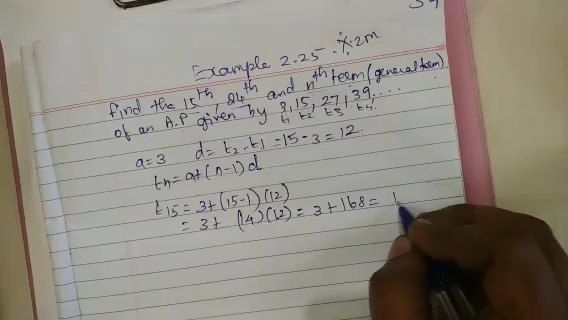 Example 2.25. 2m
Find the 15th, 24th and nth term (general term)
of an A.P given by 3, 15, 27, 39....
t1 t2 t3 t4
a=3 d= t2-t1 =15-3=12.
tn=a+(n-1)d
t15= 3+(15-1)(12)
= 3+ (14)(12) = 3+168=